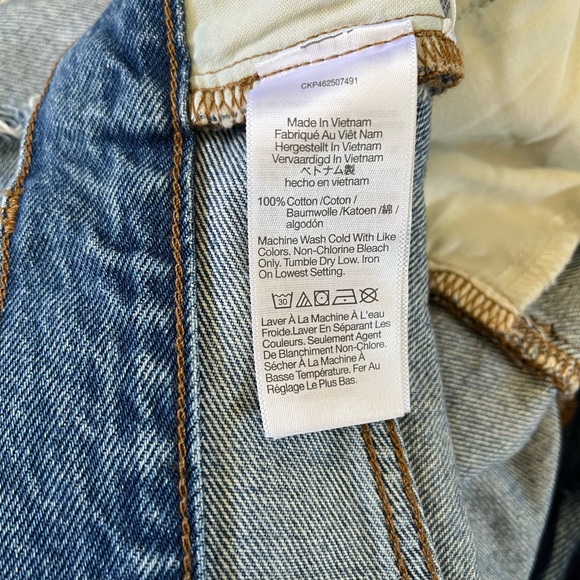 CKP462507491
Made In Vietnam
Fabriqué Au Viêt Nam
Hergestellt In Vietnam
Vervaardigd In Vietnam
ベトナム製
hecho en vietnam
100% Cotton /Coton /
Baumwolle /Katoen /綿 /
algodón
Machine Wash Cold With Like
Colors. Non-Chlorine Bleach
Only. Tumble Dry Low. Iron
On Lowest Setting.
30
Laver À La Machine À L'eau
Froide.Laver En Séparant Les
Couleurs. Seulement Agent
De Blanchiment Non-Chlore.
Sécher À La Machine À
Basse Température. Fer Au
Réglage Le Plus Bas.